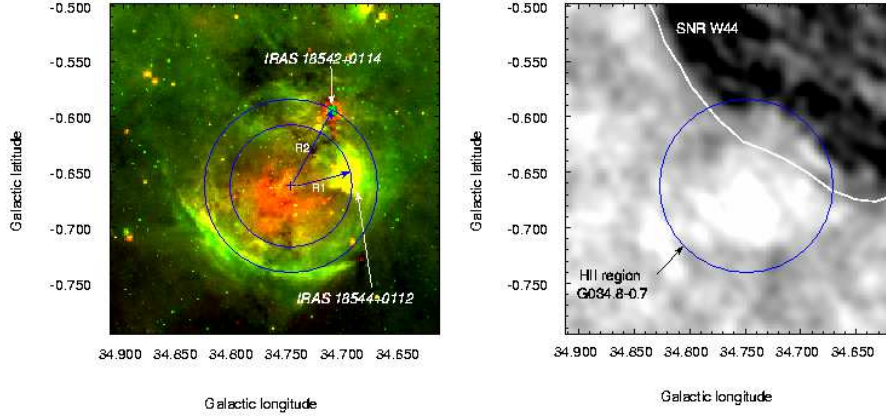 -0.500
-0.550
-0.600
-0.650
-0.700
-0.750
Galactic latitude
IRAS 18542+0114
R2
R1
IRAS 18544+0112
34.900 34.850 34.800 34.750 34.700 34.650
Galactic longitude
-0.500
-0.550
-0.600
-0.650
-0.700
-0.750
Galactic latitude
SNR W44
HII region
G034.8-0.7
34.900 34.850 34.800 34.750 34.700 34.650
Galactic longitude